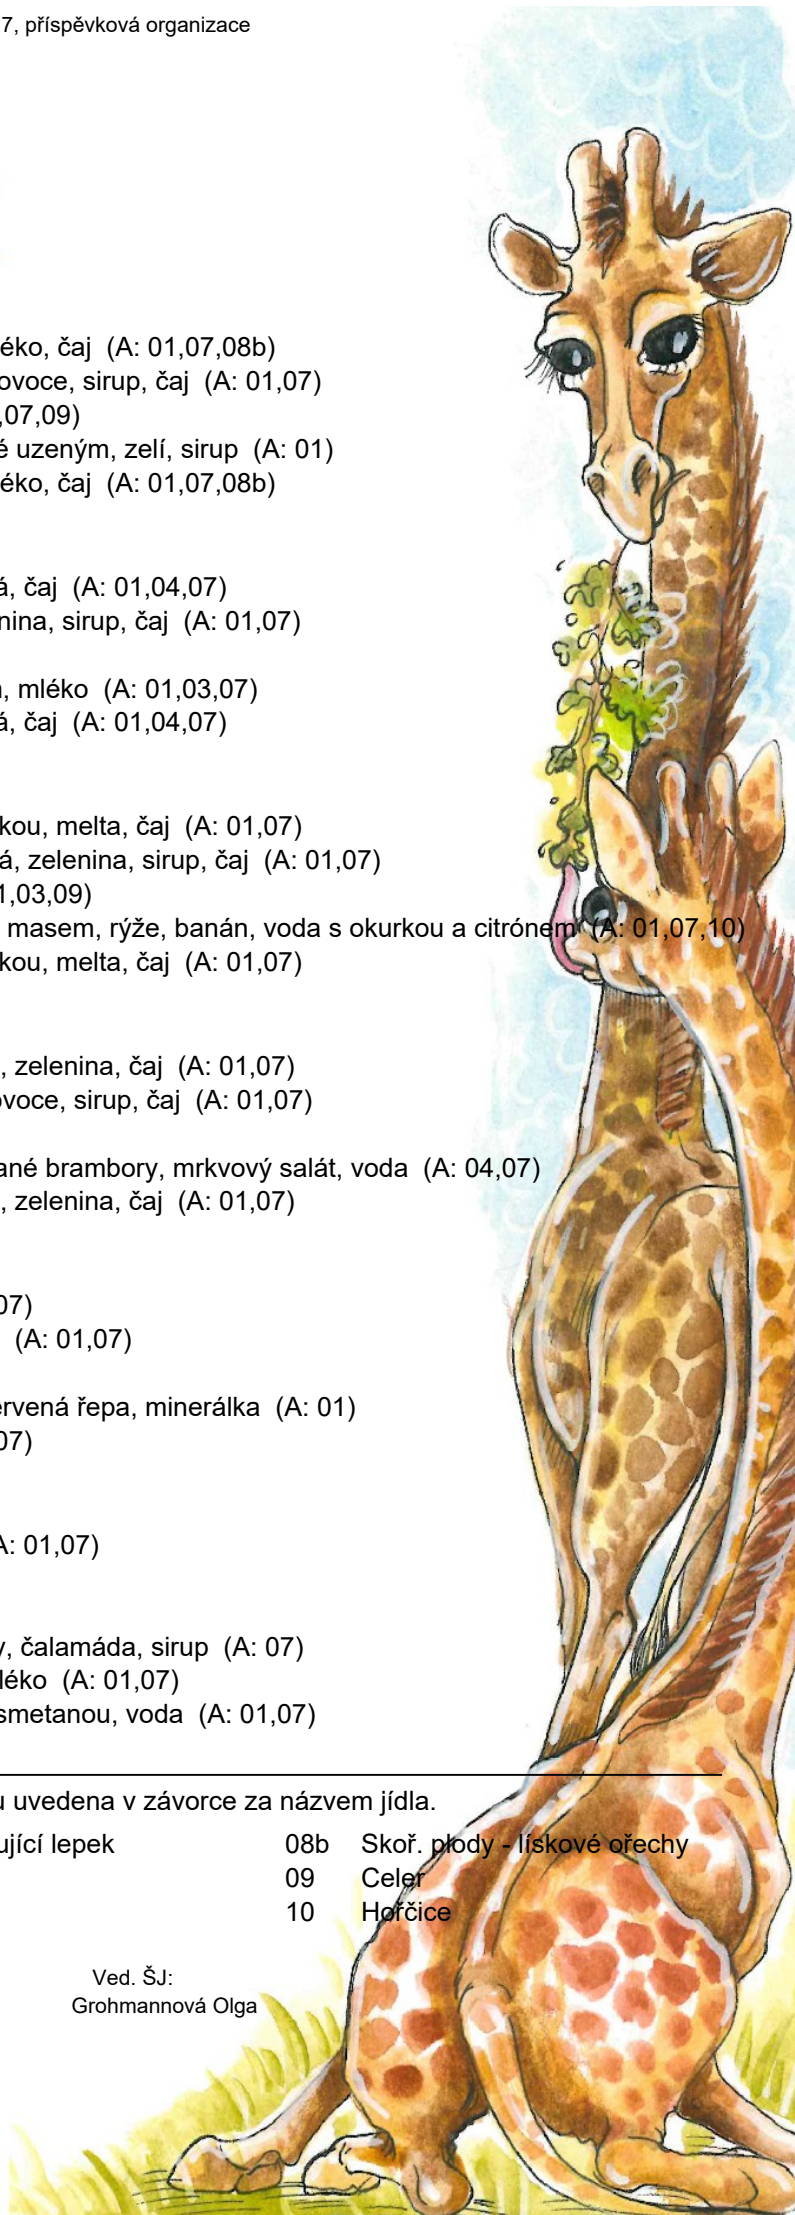 7, příspěvková organizace
éko, čaj (A: 01,07,08b)
ovoce, sirup, čaj (A: 01,07)
,07,09)
é uzeným, zelí, sirup (A: 01)
éko, čaj (A: 01,07,08b)
á, čaj (A: 01,04,07)
nina, sirup, čaj (A: 01,07)
, mléko (A: 01,03,07)
á, čaj (A: 01,04,07)
kou, melta, čaj (A: 01,07)
á, zelenina, sirup, čaj (A: 01,07)
1,03,09)
masem, rýže, banán, voda s okurkou a citrónem (A: 01,07,10)
kou, melta, čaj (A: 01,07)
, zelenina, čaj (A: 01,07)
ovoce, sirup, čaj (A: 01,07)
ané brambory, mrkvový salát, voda (A: 04,07)
, zelenina, čaj (A: 01,07)
07)
(A: 01,07)
ervená řepa, minerálka (A: 01)
07)
A: 01,07)
y, čalamáda, sirup (A: 07)
léko (A: 01,07)
smetanou, voda (A: 01,07)
u uvedena v závorce za názvem jídla.
ující lepek 08b Skoř. plody - lískové ořechy
09 Celer
10 Hořčice
Ved. ŠJ:
Grohmannová Olga